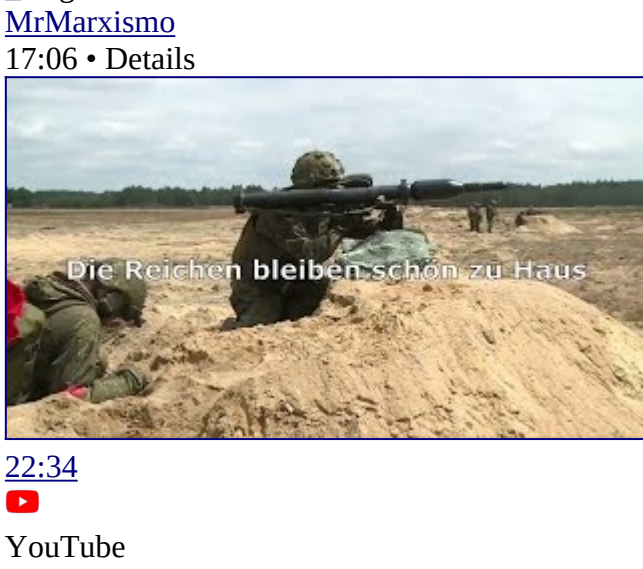 MrMarxismo
17:06 • Details
Die Reichen bleiben schön zu Haus
22:34
YouTube